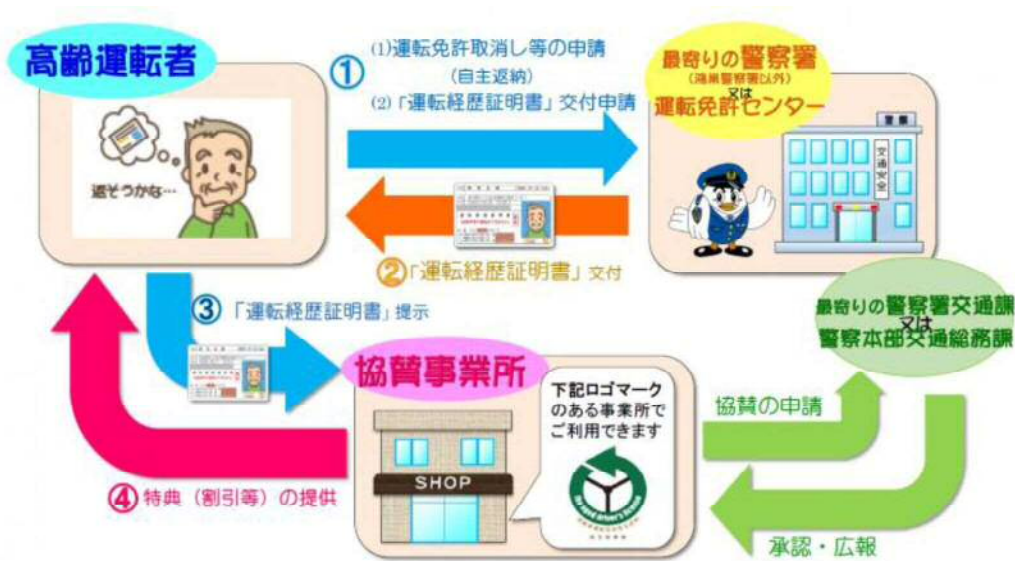 高齢運転者
返そうかな…
①
(1)運転免許取消し等の申請
(自主返納)
(2)「運転経歴証明書」交付申請
最寄りの警察署
(鴻巣警察署以外)
又は
運転免許センター
警察
交通安全
②「運転経歴証明書」交付
③「運転経歴証明書」提示
協賛事業所
下記ロゴマーク
のある事業所で
ご利用できます
SHOP
④特典（割引等）の提供
最寄りの警察署交通課
又は
警察本部交通総務課
協賛の申請
承認・広報